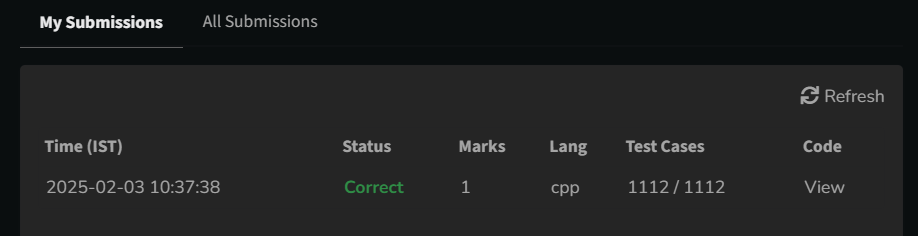 My Submissions All Submissions
Refresh
Time (IST) Status Marks Lang Test Cases Code
2025-02-03 10:37:38 Correct 1 cpp 1112 / 1112 View